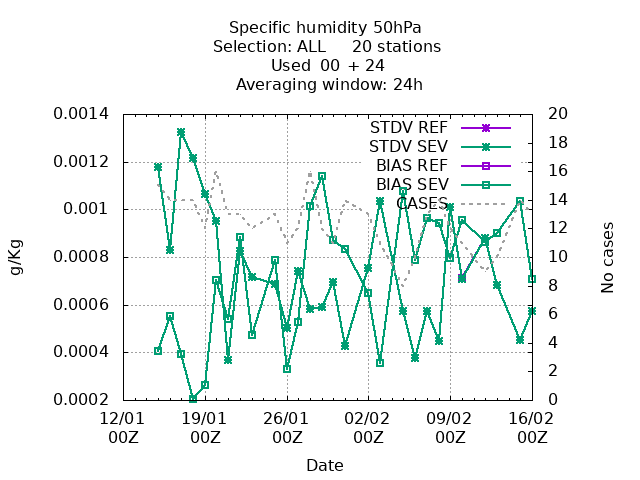 Specific humidity 50hPa
Selection: ALL 20 stations
Used 00 + 24
Averaging window: 24h
g/Kg
0.0014
0.0012
0.001
0.0008
0.0006
0.0004
0.0002
STDV REF
STDV SEV
BIAS REF
BIAS SEV
CASES
20
18
16
14
12
10
8
6
4
2
0
No cases
12/01 19/01 26/01 02/02 09/02 16/02
00Z 00Z 00Z 00Z 00Z 00Z
Date